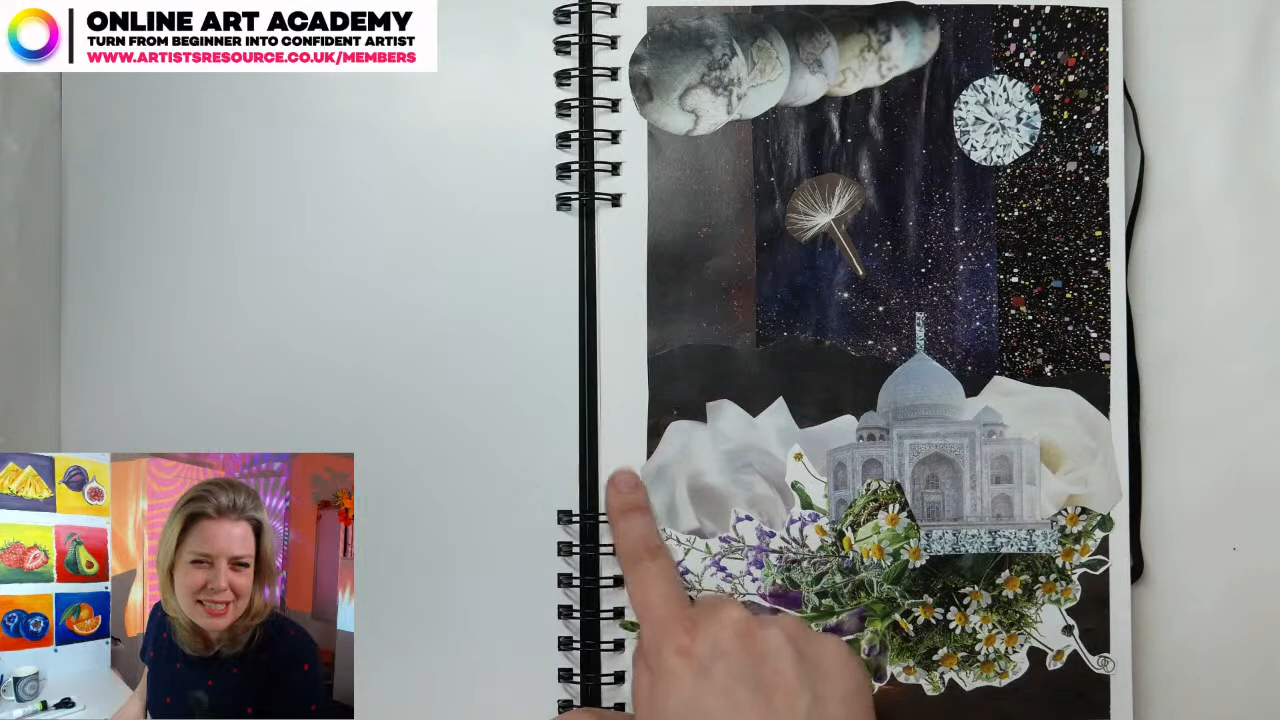 ONLINE ART ACADEMY
TURN FROM BEGINNER INTO CONFIDENT ARTIST
WWW.ARTISTSRESOURCE.CO.UK/MEMBERS